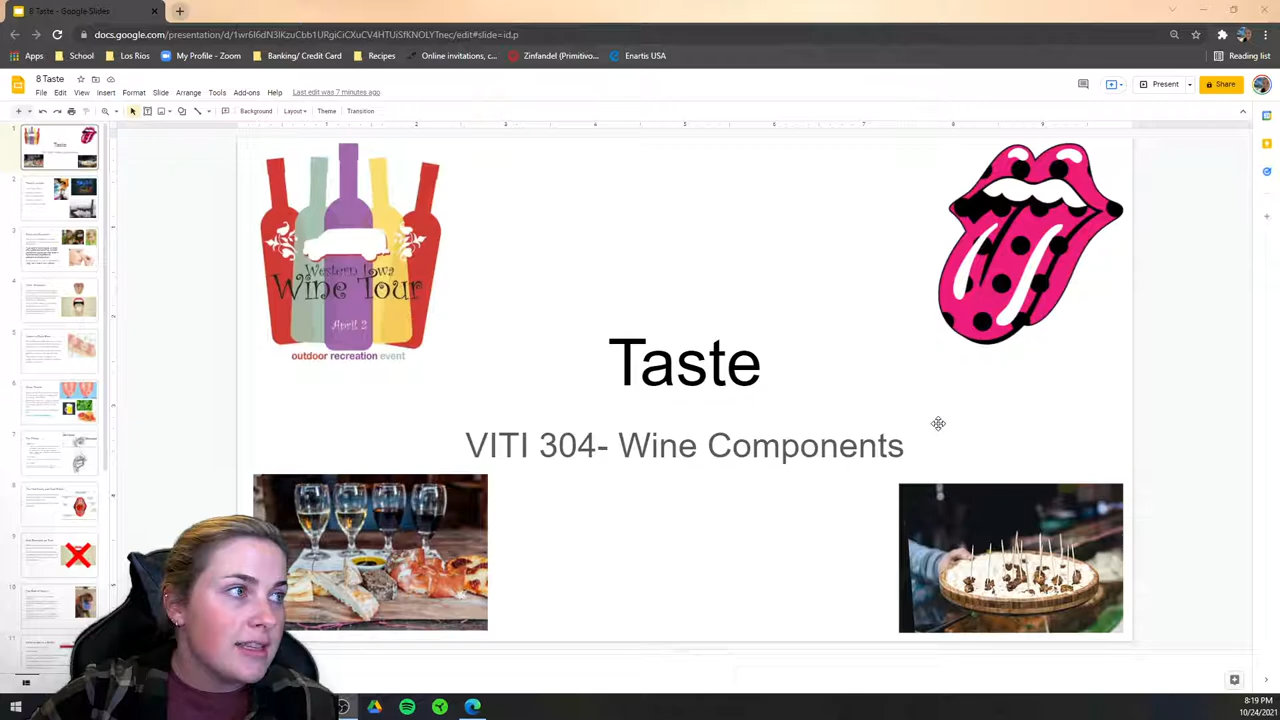 8 Taste
docs.google.com/presentation/d/1wr6I6dN3IKzuCbb1URgiCiCXuCV4HTUiSfKNOLYTnec/edit#slide=id.p
Apps School Los Rios My Profile - Zoom Banking/ Credit Card Recipes Online invitations, c... Zinfandel (Primitivo... Enartis USA Reading list
8 Taste
File Edit View Insert Format Slide Arrange Tools Add-ons Help Last edit was 7 minutes ago
Present Share
Background Layout Theme Transition
Western Iowa
Wine Tour
April 2
outdoor recreation event
Taste
VITI 304- Wine Components
8:19 PM
10/24/2021